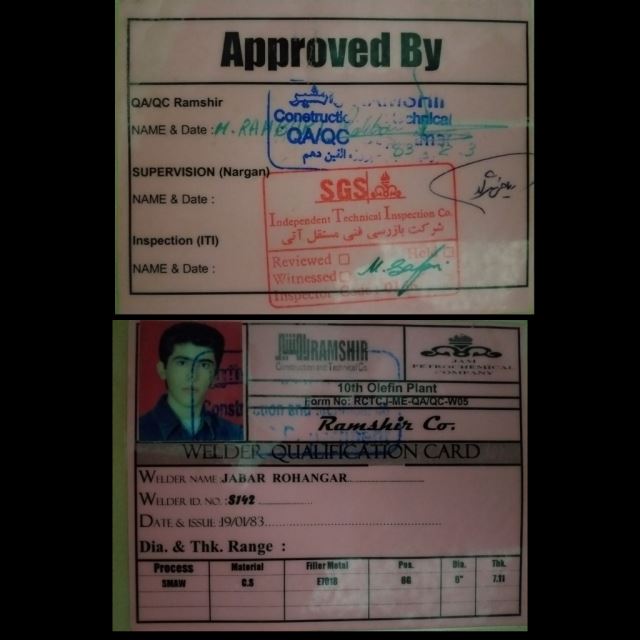 Approved By
QA/QC Ramshir
NAME & Date :
Construction Technical
QA/QC
SUPERVISION (Nargan)
NAME & Date :
Inspection (ITI)
NAME & Date :
SGS
Independent Technical Inspection Co.
شرکت بازرسی فنی مستقل آتی
Reviewed
Held
Witnessed
Inspector
RAMSHIR
Construction and Technical Co.
JAM
PETROCHEMICAL
COMPANY
10th Olefin Plant
Form No: RCTCJ-ME-QA/QC-W05
Ramshir Co.
WELDER QUALIFICATION CARD
WELDER NAME :JABAR ROHANGAR
WELDER ID. NO. :S142
DATE & ISSUE :19/01/83
Dia. & Thk. Range :
Process Material Filler Metal Pos. Dia. Thk.
SMAW C.S E7018 6G 6" 7.11